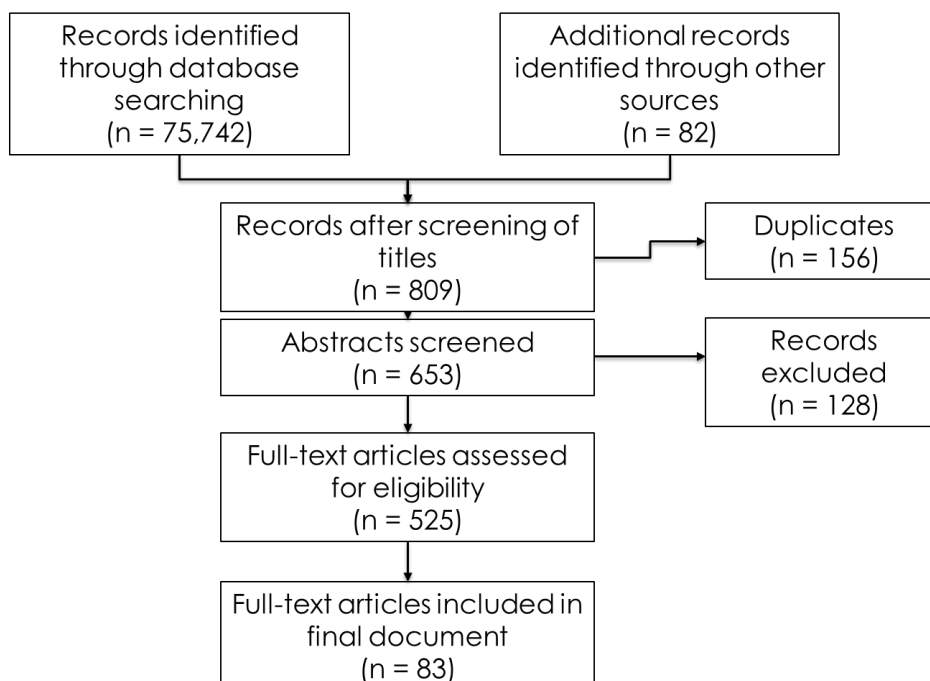 Records identified
through database
searching
(n = 75,742)
Additional records
identified through other
sources
(n = 82)
Records after screening of
titles
(n = 809)
Duplicates
(n = 156)
Abstracts screened
(n = 653)
Records
excluded
(n = 128)
Full-text articles assessed
for eligibility
(n = 525)
Full-text articles included in
final document
(n = 83)